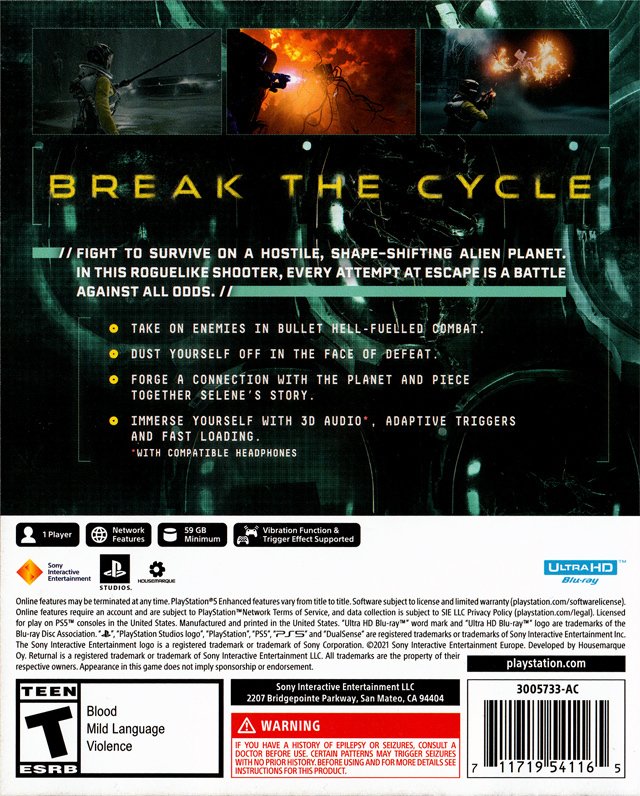 BREAK THE CYCLE
// FIGHT TO SURVIVE ON A HOSTILE, SHAPE-SHIFTING ALIEN PLANET.
IN THIS ROGUELIKE SHOOTER, EVERY ATTEMPT AT ESCAPE IS A BATTLE
AGAINST ALL ODDS. //
TAKE ON ENEMIES IN BULLET HELL-FUELLED COMBAT.
DUST YOURSELF OFF IN THE FACE OF DEFEAT.
FORGE A CONNECTION WITH THE PLANET AND PIECE
TOGETHER SELENE'S STORY.
IMMERSE YOURSELF WITH 3D AUDIO*, ADAPTIVE TRIGGERS
AND FAST LOADING.
*WITH COMPATIBLE HEADPHONES
1 Player
Network
Features
59 GB
Minimum
Vibration Function &
Trigger Effect Supported
Sony
Interactive
Entertainment
STUDIOS.
HOUSEMARQUE
ULTRA HD™
Blu-ray
Online features may be terminated at any time. PlayStation®5 Enhanced features vary from title to title. Software subject to license and limited warranty (playstation.com/softwarelicense).
Online features require an account and are subject to PlayStation™Network Terms of Service, and data collection is subject to SIE LLC Privacy Policy (playstation.com/legal). Licensed
for play on PS5™ consoles in the United States. Manufactured and printed in the United States. "Ultra HD Blu-ray™" word mark and "Ultra HD Blu-ray™" logo are trademarks of the
Blu-ray Disc Association. "PS", "PlayStation Studios logo", "PlayStation", "PS5", "PS5" and "DualSense" are registered trademarks or trademarks of Sony Interactive Entertainment Inc.
The Sony Interactive Entertainment logo is a registered trademark or trademark of Sony Corporation. ©2021 Sony Interactive Entertainment Europe. Developed by Housemarque
Oy. Returnal is a registered trademark or trademark of Sony Interactive Entertainment LLC. All trademarks are the property of their
respective owners. Appearance in this game does not imply sponsorship or endorsement.
playstation.com
TEEN
T
ESRB
Blood
Mild Language
Violence
Sony Interactive Entertainment LLC
2207 Bridgepointe Parkway, San Mateo, CA 94404
WARNING
IF YOU HAVE A HISTORY OF EPILEPSY OR SEIZURES, CONSULT A
DOCTOR BEFORE USE. CERTAIN PATTERNS MAY TRIGGER SEIZURES
WITH NO PRIOR HISTORY. BEFORE USING AND FOR MORE DETAILS SEE
INSTRUCTIONS FOR THIS PRODUCT.
3005733-AC
7 11719 54116 5